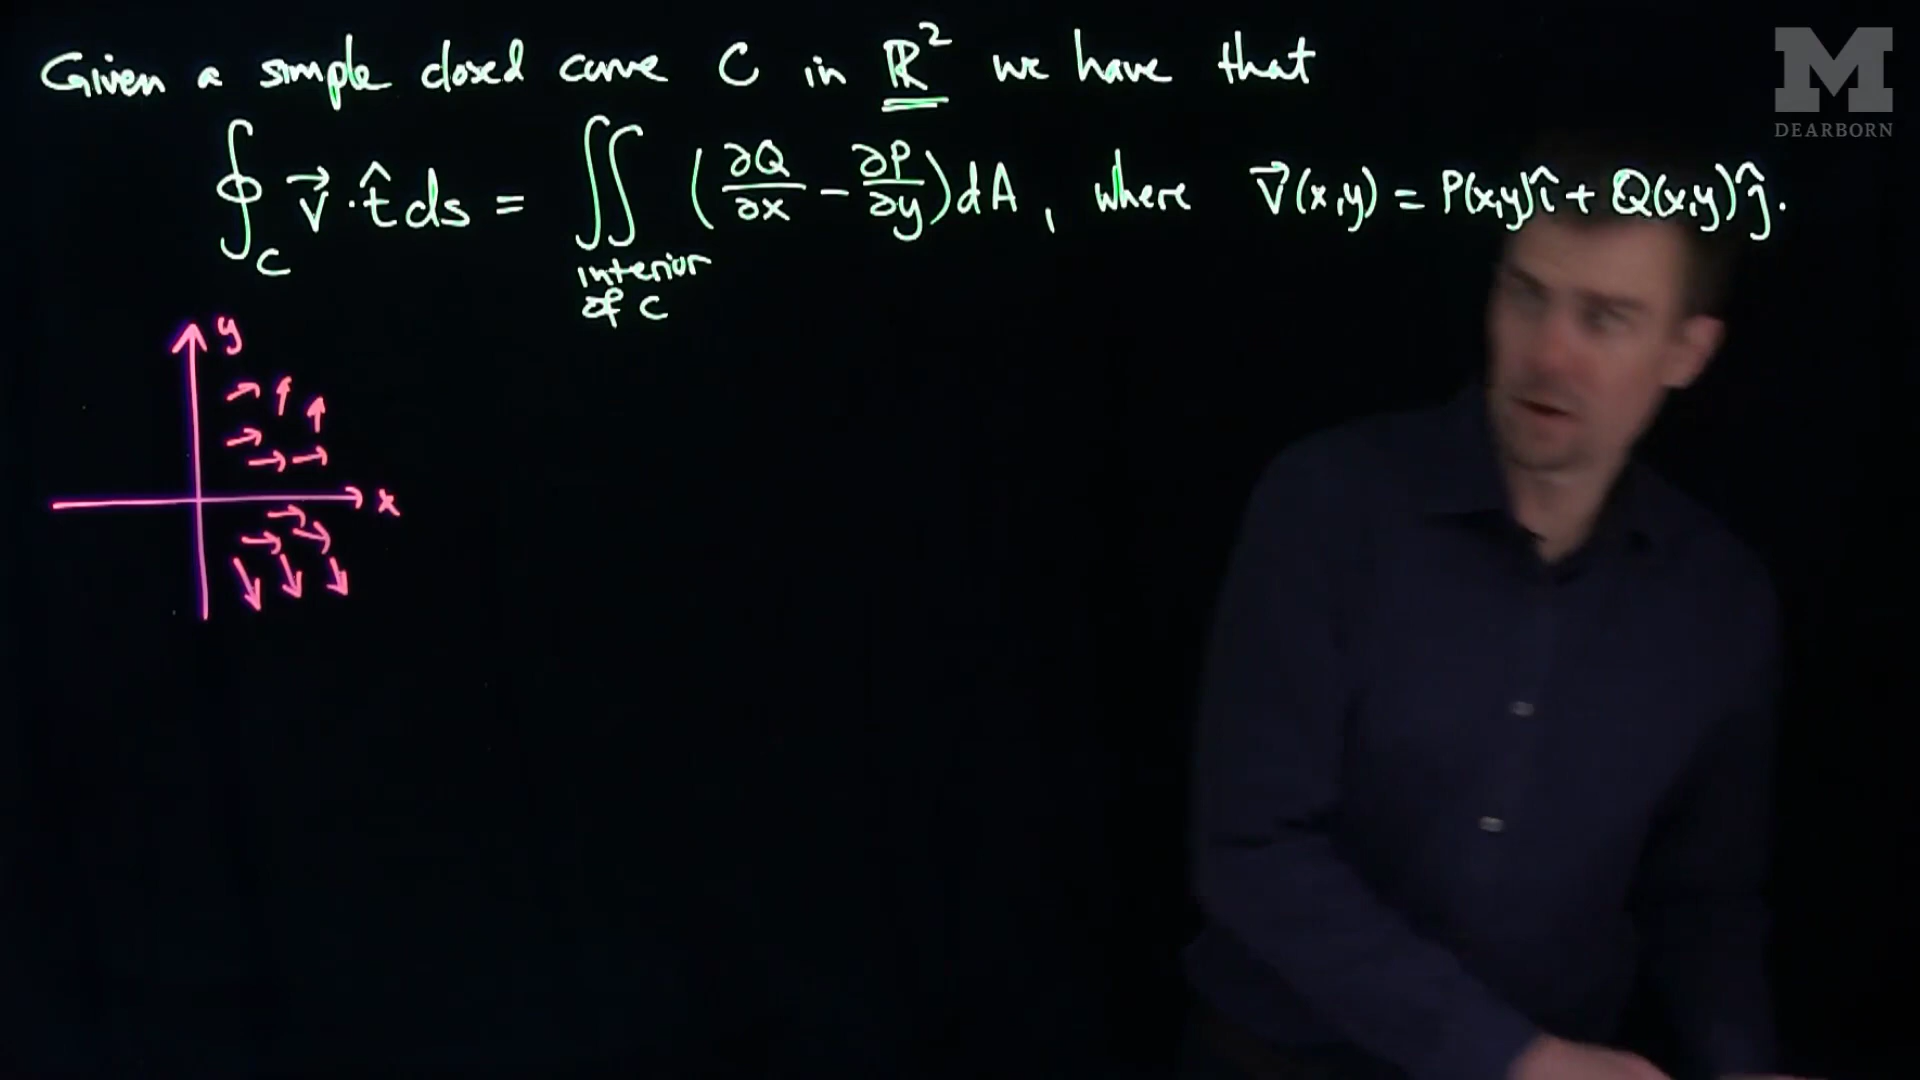 Given a simple closed curve C in ℝ² we have that
∮_C v⃗ · t̂ ds = ∬_{interior of C} (∂Q/∂x − ∂P/∂y) dA, where v⃗(x,y) = P(x,y)î + Q(x,y)ĵ.
y
x
M
DEARBORN